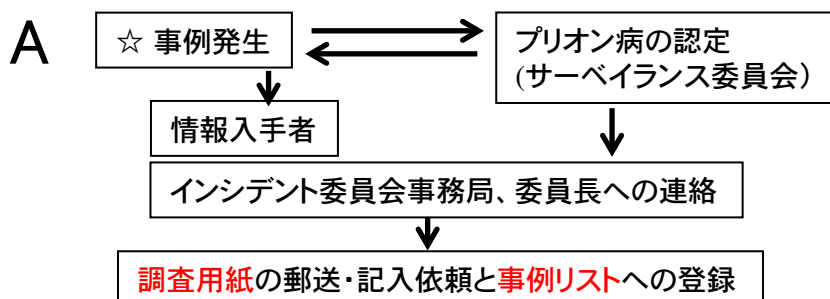 A
☆ 事例発生
プリオン病の認定
(サーベイランス委員会）
情報入手者
インシデント委員会事務局、委員長への連絡
調査用紙の郵送・記入依頼と事例リストへの登録